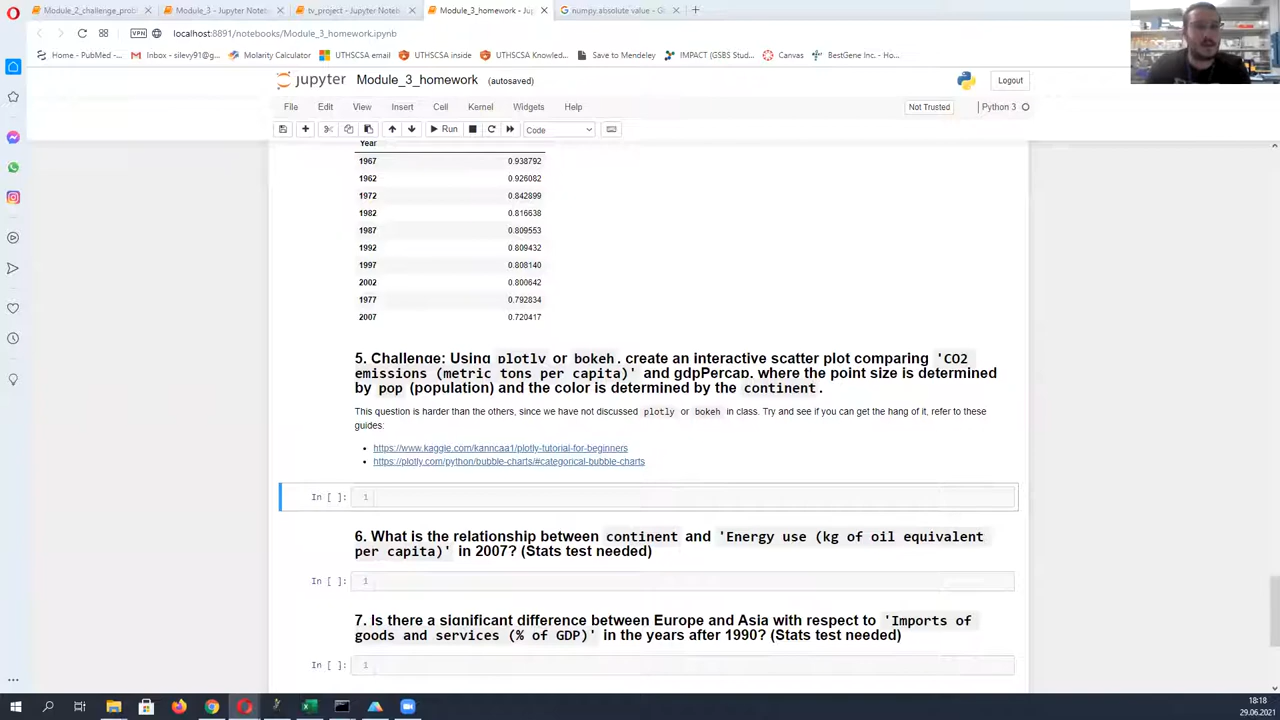 Module_2_challenge_prob
Module_3 - Jupyter Noteb
tv_project - Jupyter Noteb
Module_3_homework - Jup
numpy.absolute value - Go
VPN
localhost:8891/notebooks/Module_3_homework.ipynb
Home - PubMed -...
Inbox - silevy91@gm...
Molarity Calculator
UTHSCSA email
UTHSCSA Knowled...
UTHSCSA Knowled...
Save to Mendeley
IMPACT (GSBS Stud...
Canvas
BestGene Inc. - Ho...
jupyter Module_3_homework (autosaved)
Logout
File Edit View Insert Cell Kernel Widgets Help
Not Trusted
Python 3
Run
Code
Year
1967 0.938792
1962 0.926082
1972 0.842899
1982 0.816638
1987 0.809553
1992 0.809432
1997 0.808140
2002 0.800642
1977 0.792834
2007 0.720417
5. Challenge: Using plotly or bokeh, create an interactive scatter plot comparing 'CO2
emissions (metric tons per capita)' and gdpPercap, where the point size is determined
by pop (population) and the color is determined by the continent.
This question is harder than the others, since we have not discussed plotly or bokeh in class. Try and see if you can get the hang of it, refer to these
guides:
https://www.kaggle.com/kanncaa1/plotly-tutorial-for-beginners
https://plotly.com/python/bubble-charts/#categorical-bubble-charts
In [ ]: 1
6. What is the relationship between continent and 'Energy use (kg of oil equivalent
per capita)' in 2007? (Stats test needed)
In [ ]: 1
7. Is there a significant difference between Europe and Asia with respect to 'Imports of
goods and services (% of GDP)' in the years after 1990? (Stats test needed)
In [ ]: 1
18:18
29.06.2021